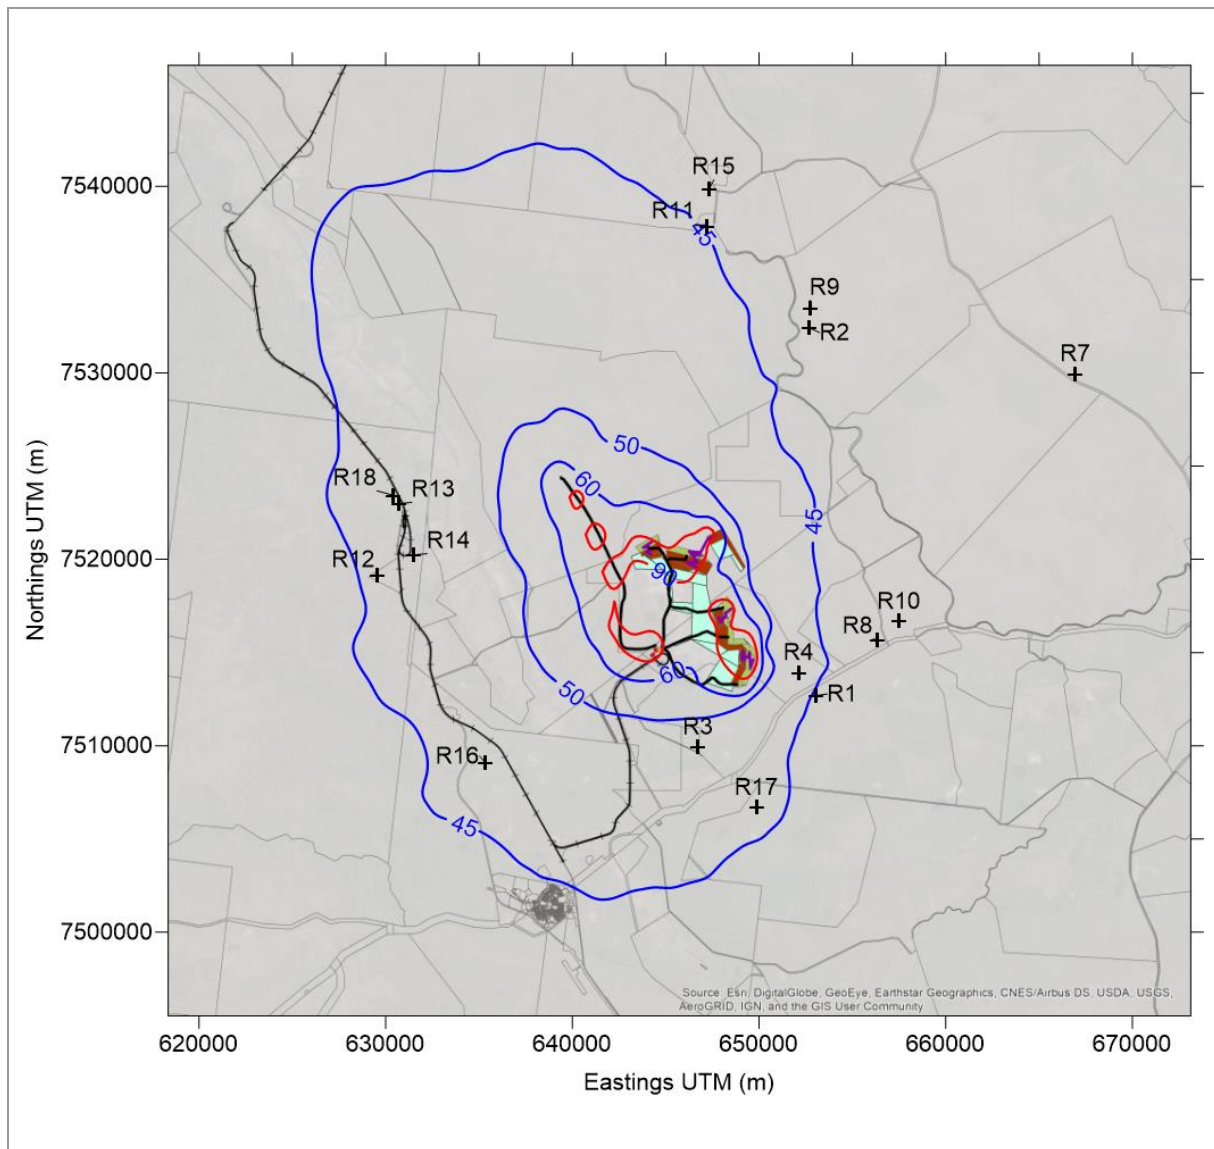 R15
7540000
R11
45
R9
R2
7530000
R7
50
R18
60
R13
45
R14
7520000
R12
90
R10
R8
R4
60
50
R1
R3
7510000
R16
R17
45
7500000
Source: Esri, DigitalGlobe, GeoEye, Earthstar Geographics, CNES/Airbus DS, USDA, USGS,
AeroGRID, IGN, and the GIS User Community
620000 630000 640000 650000 660000 670000
Eastings UTM (m)
Northings UTM (m)